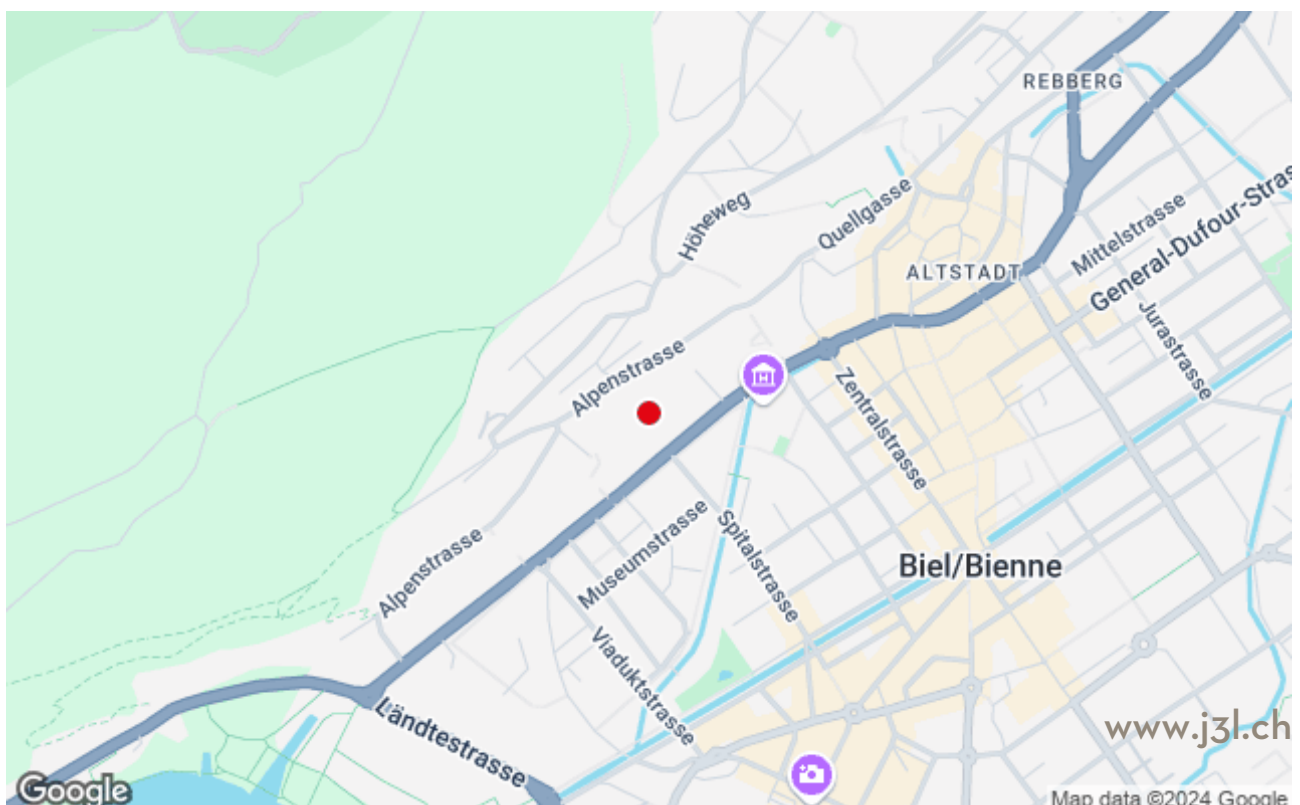 REBBERG
Höheweg
Quellgasse
ALTSTADT
Mittelstrasse
General-Dufour-Stras
Jurastrasse
Alpenstrasse
Zentralstrasse
Spitalstrasse
Museumstrasse
Biel/Bienne
Alpenstrasse
Viaduktstrasse
Ländtestrasse
www.j3l.ch
Google
Map data ©2024 Google